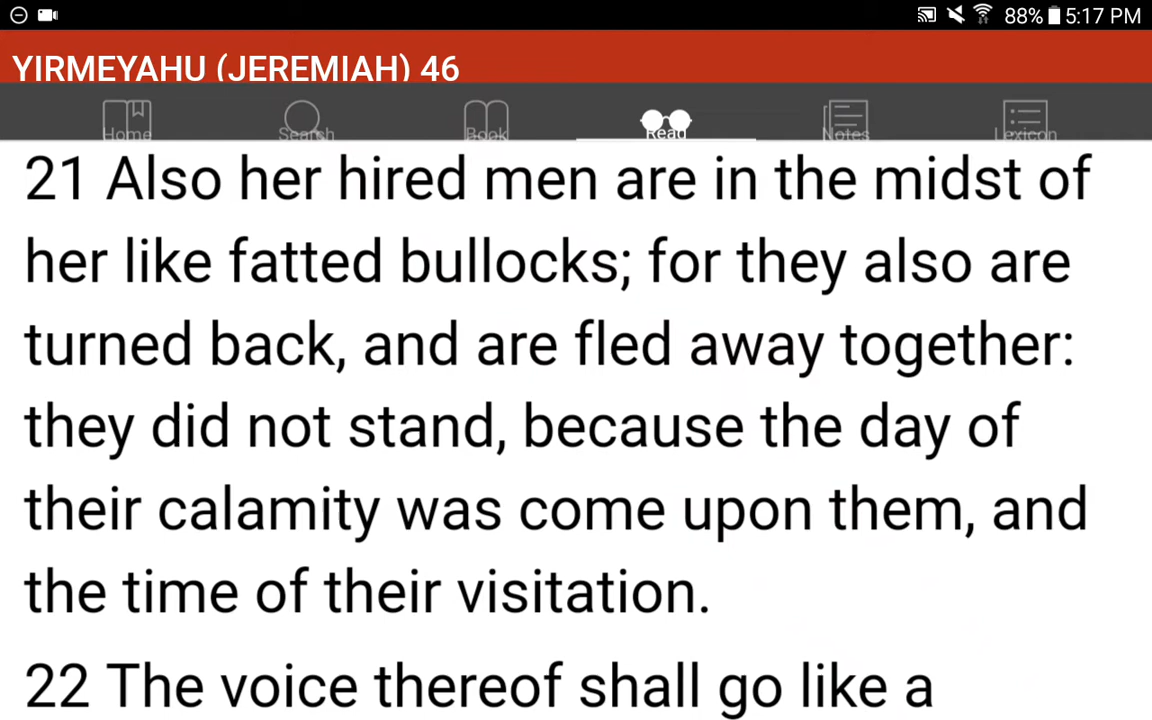 88% 5:17 PM
YIRMEYAHU (JEREMIAH) 46
Home Search Book Read Notes Lexicon
21 Also her hired men are in the midst of
her like fatted bullocks; for they also are
turned back, and are fled away together:
they did not stand, because the day of
their calamity was come upon them, and
the time of their visitation.
22 The voice thereof shall go like a